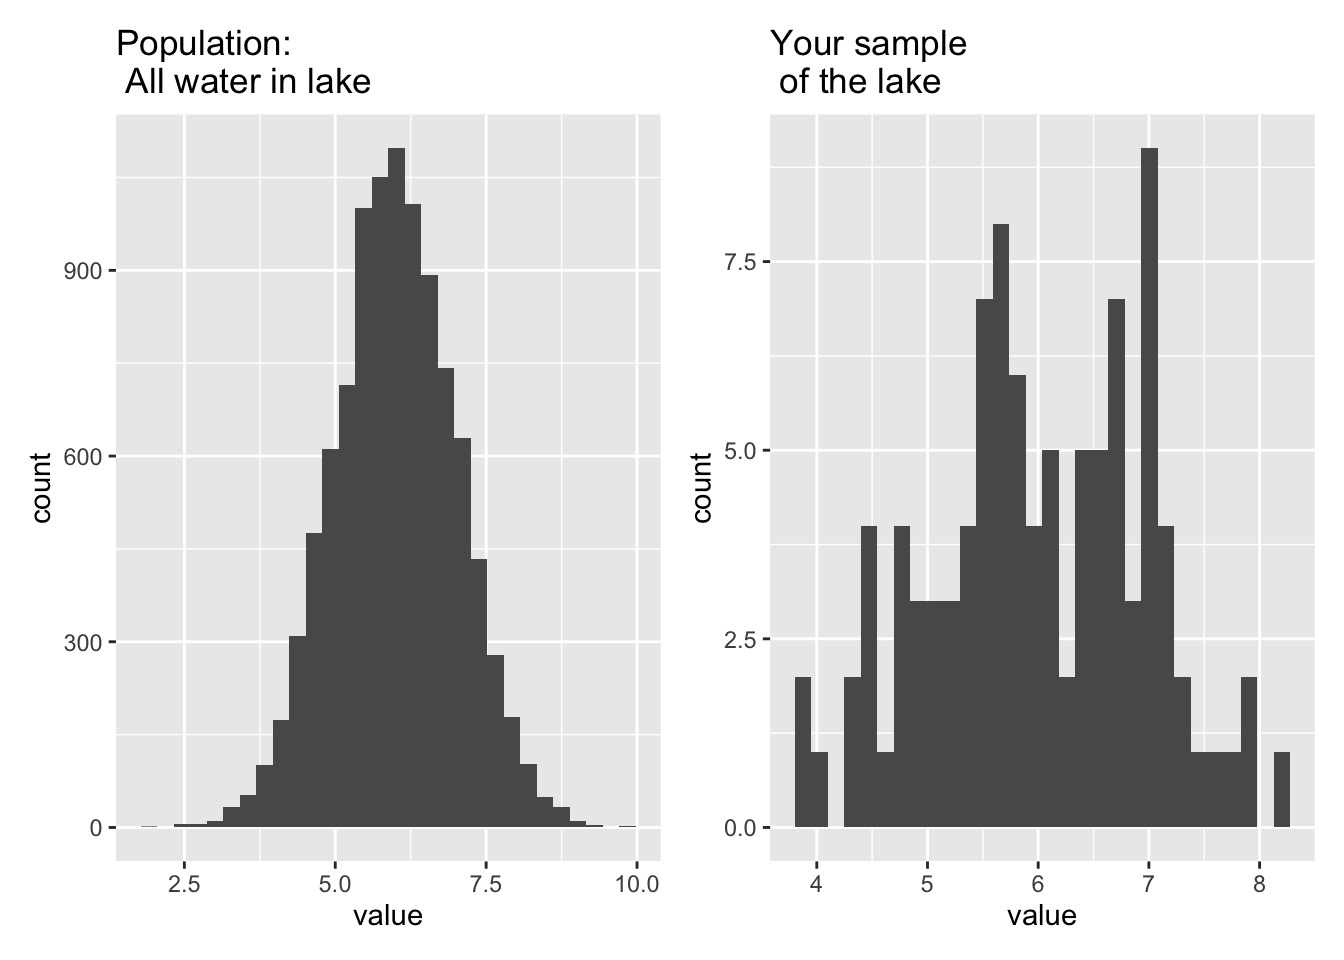 Population:
All water in lake
count
900
600
300
0
2.5 5.0 7.5 10.0
value
Your sample
of the lake
count
7.5
5.0
2.5
0.0
4 5 6 7 8
value